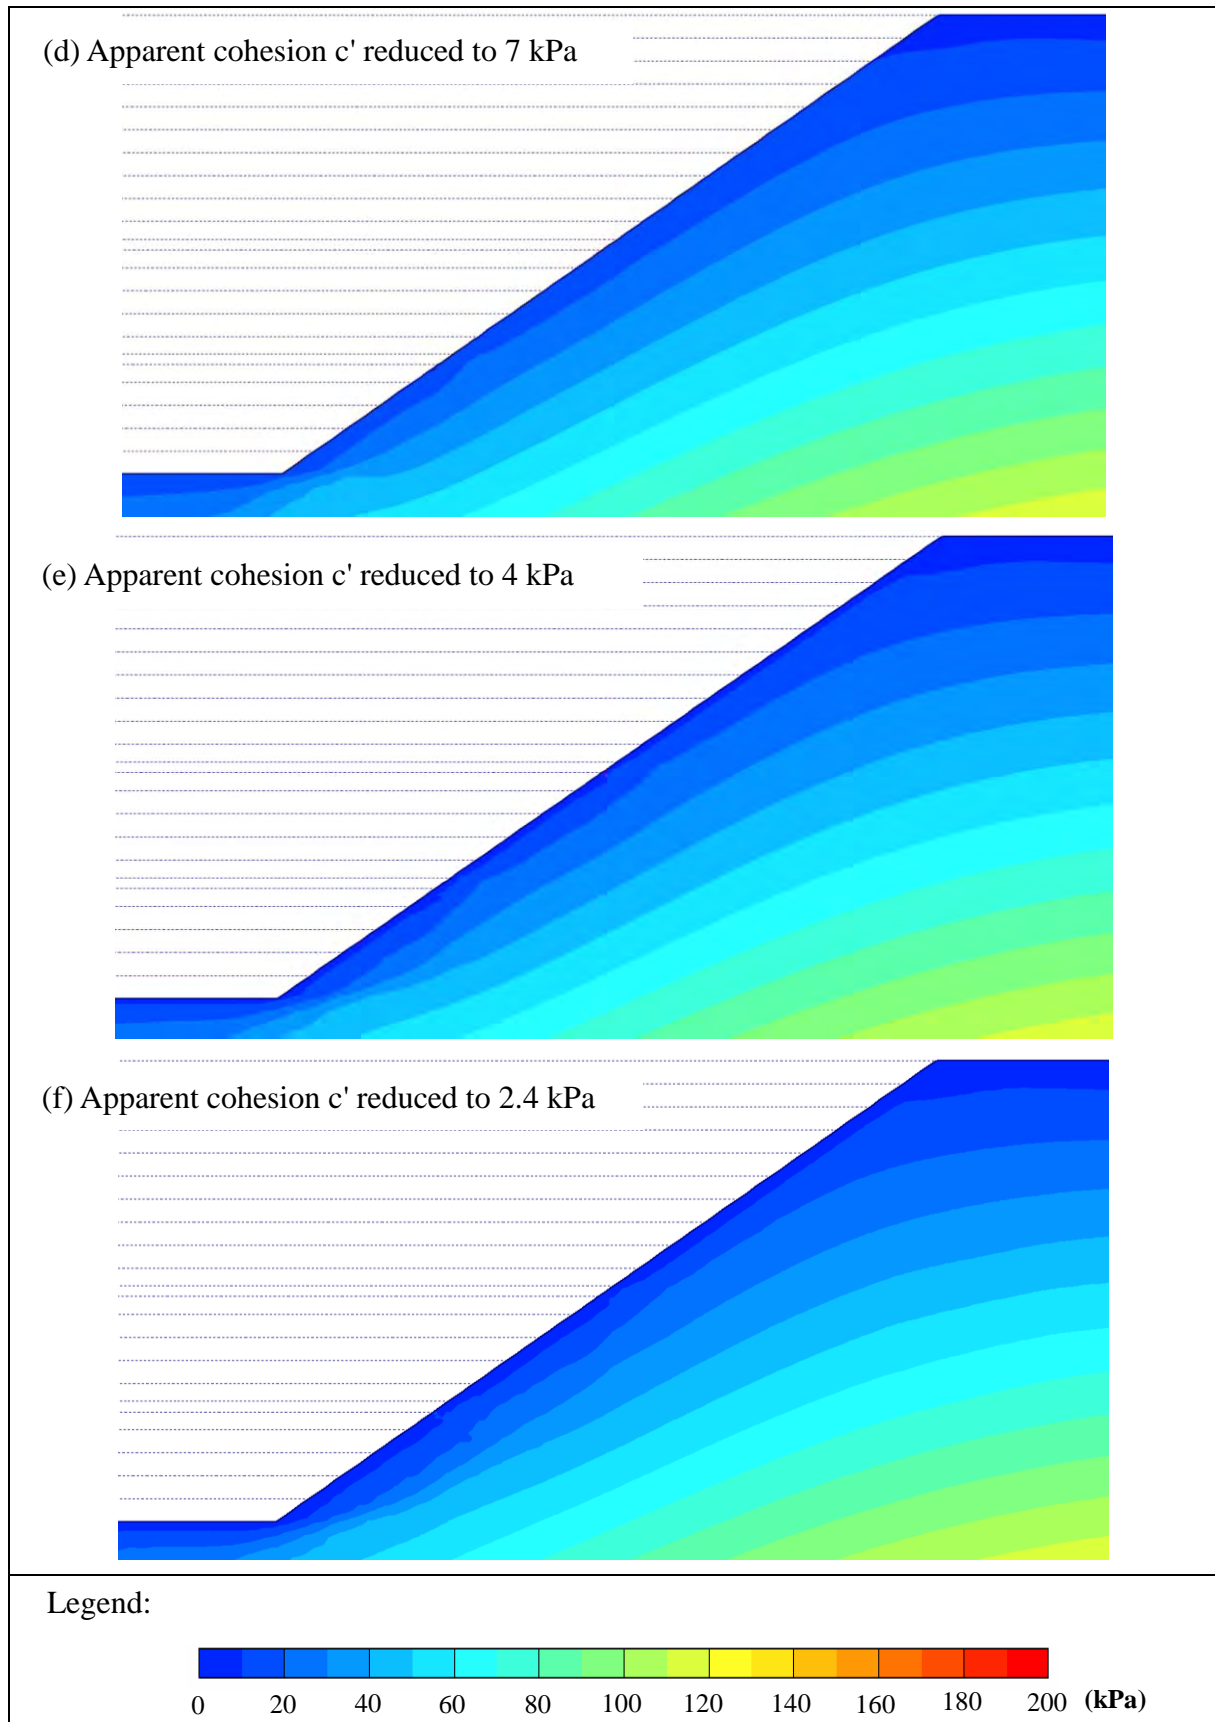 (d) Apparent cohesion c' reduced to 7 kPa
(e) Apparent cohesion c' reduced to 4 kPa
(f) Apparent cohesion c' reduced to 2.4 kPa
Legend:
0 20 40 60 80 100 120 140 160 180 200 (kPa)